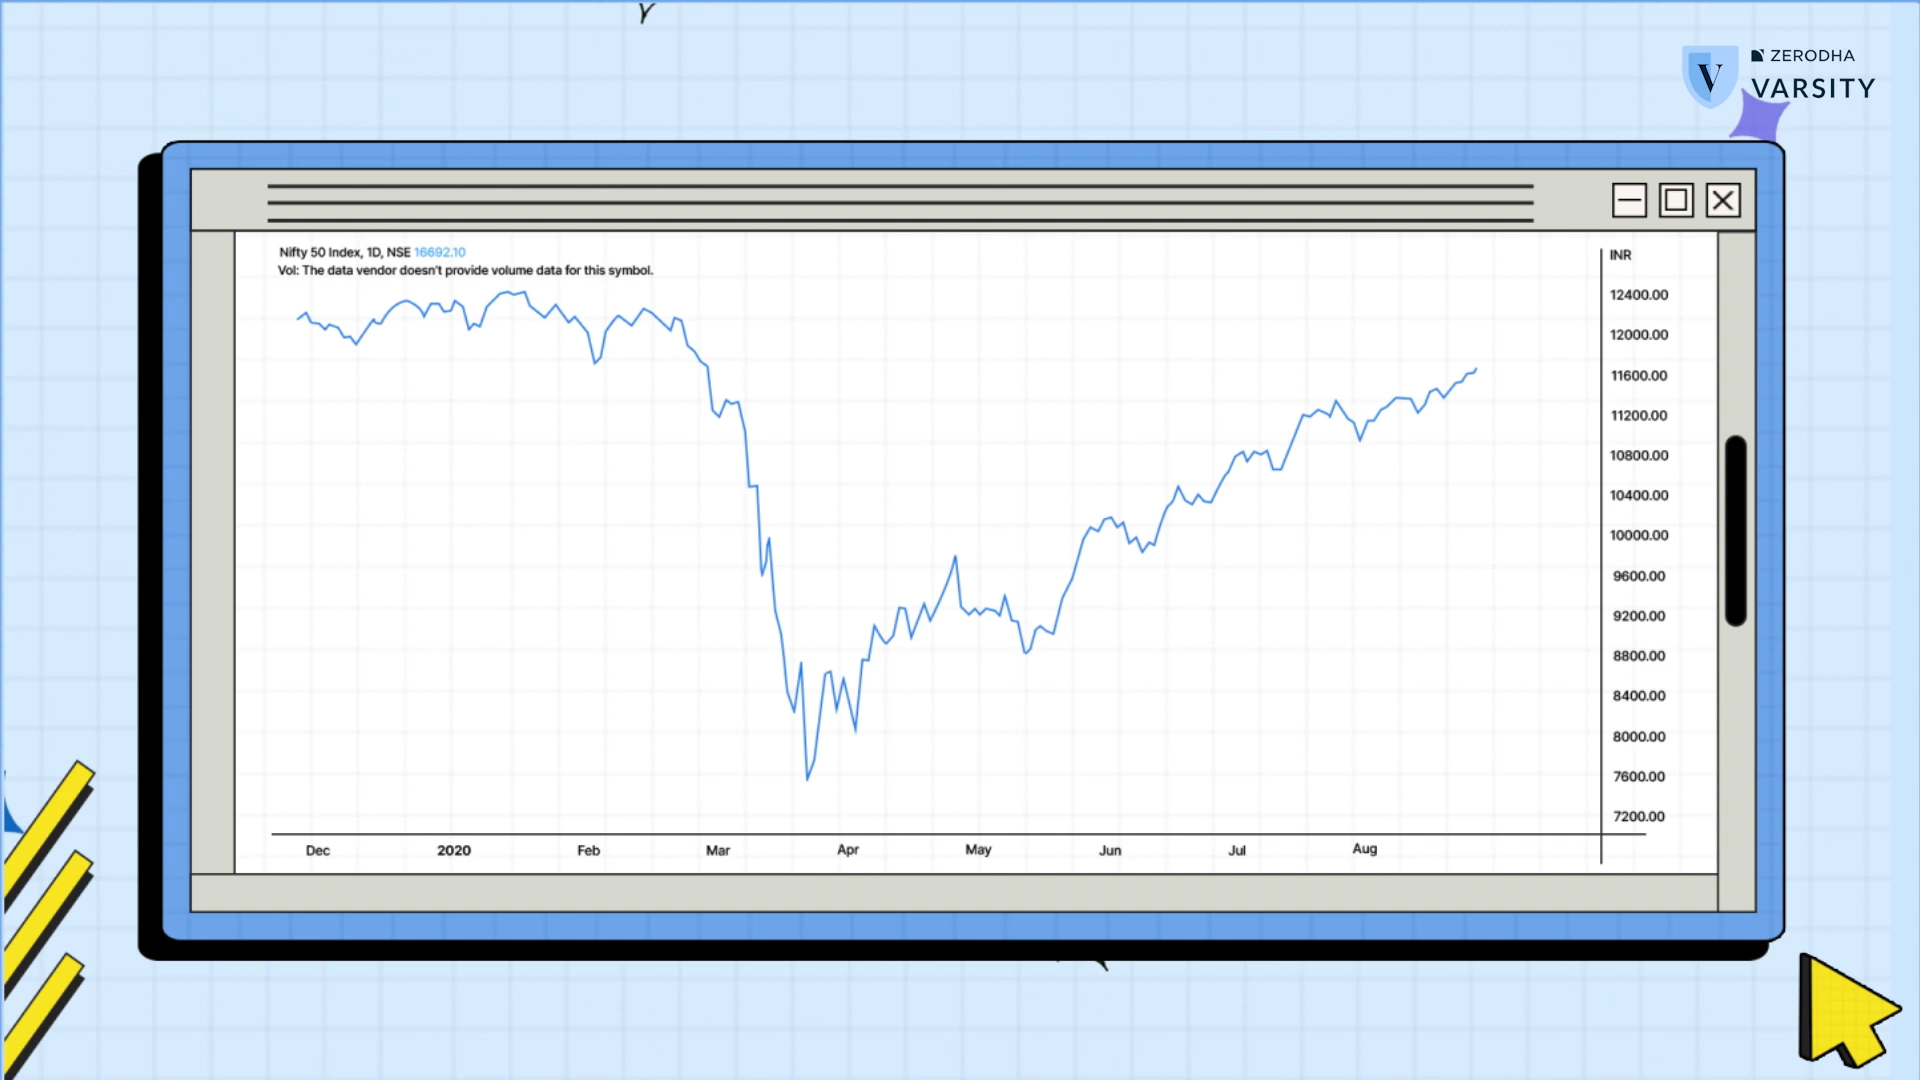 ZERODHA
V VARSITY
Nifty 50 Index, 1D, NSE 16692.10
Vol: The data vendor doesn't provide volume data for this symbol.
INR
12400.00
12000.00
11600.00
11200.00
10800.00
10400.00
10000.00
9600.00
9200.00
8800.00
8400.00
8000.00
7600.00
7200.00
Dec 2020 Feb Mar Apr May Jun Jul Aug